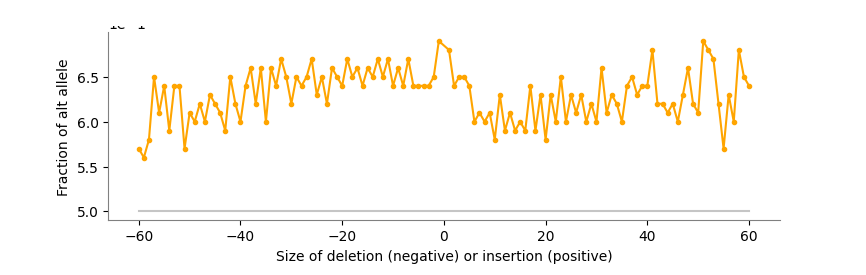 6.5
6.0
5.5
5.0
Fraction of alt allele
−60 −40 −20 0 20 40 60
Size of deletion (negative) or insertion (positive)